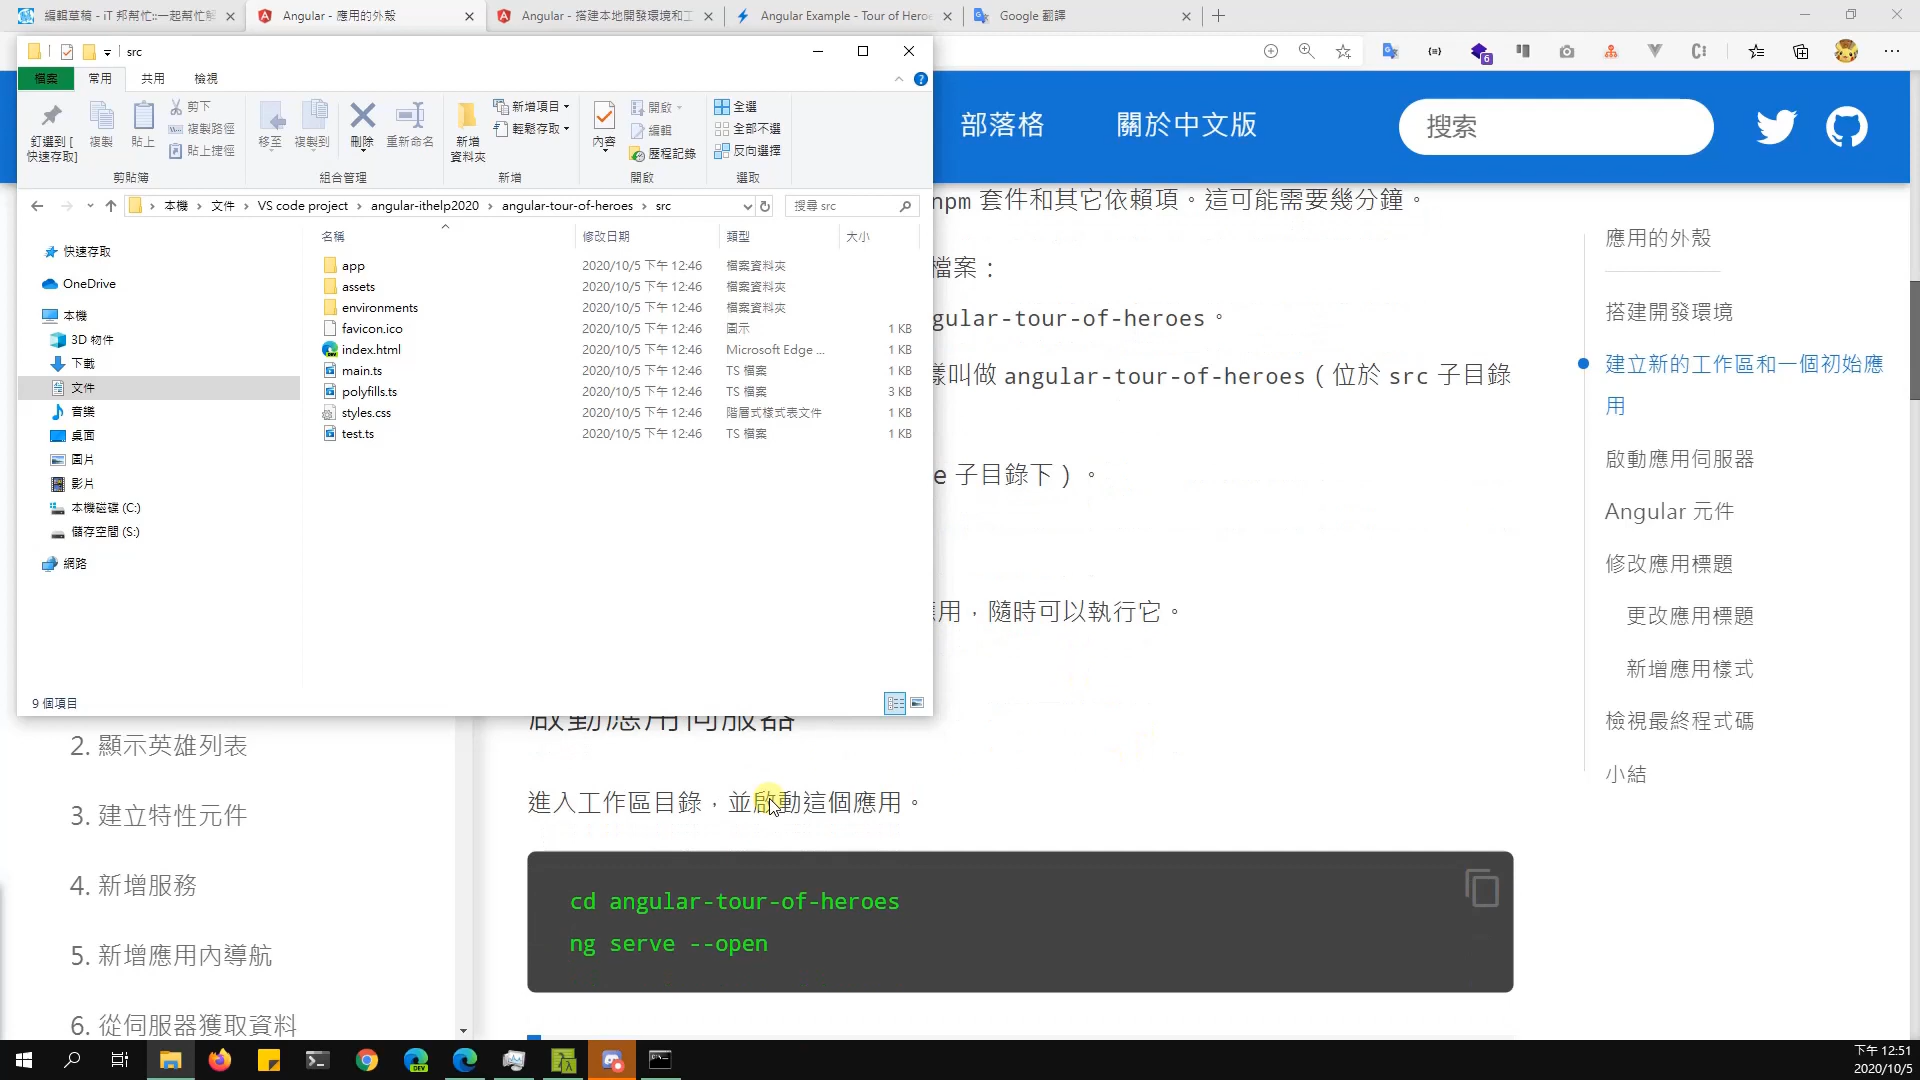 編輯草稿 - iT 邦幫忙::一起幫忙解
Angular - 應用的外殼
Angular - 搭建本地開發環境和工
Angular Example - Tour of Heroe
Google 翻譯
src
檔案
常用
共用
檢視
釘選到 [
快速存取]
複製
貼上
剪下
複製路徑
貼上捷徑
剪貼簿
移至
複製到
刪除
重新命名
組合管理
新增
資料夾
新增項目
輕鬆存取
新增
內容
開啟
編輯
歷程記錄
開啟
全選
全部不選
反向選擇
選取
本機 > 文件 > VS code project > angular-ithelp2020 > angular-tour-of-heroes > src
搜尋 src
快速存取
OneDrive
本機
3D 物件
下載
文件
音樂
桌面
圖片
影片
本機磁碟 (C:)
儲存空間 (S:)
網路
名稱 修改日期 類型 大小
app 2020/10/5 下午 12:46 檔案資料夾
assets 2020/10/5 下午 12:46 檔案資料夾
environments 2020/10/5 下午 12:46 檔案資料夾
favicon.ico 2020/10/5 下午 12:46 圖示 1 KB
index.html 2020/10/5 下午 12:46 Microsoft Edge ... 1 KB
main.ts 2020/10/5 下午 12:46 TS 檔案 1 KB
polyfills.ts 2020/10/5 下午 12:46 TS 檔案 3 KB
styles.css 2020/10/5 下午 12:46 階層式樣式表文件 1 KB
test.ts 2020/10/5 下午 12:46 TS 檔案 1 KB
9 個項目
6
部落格
關於中文版
搜索
npm 套件和其它依賴項。這可能需要幾分鐘。
檔案：
gular-tour-of-heroes。
樣叫做 angular-tour-of-heroes（位於 src 子目錄
e 子目錄下）。
應用，隨時可以執行它。
啟動應用伺服器
進入工作區目錄，並啟動這個應用。
cd angular-tour-of-heroes
ng serve --open
2. 顯示英雄列表
3. 建立特性元件
4. 新增服務
5. 新增應用內導航
6. 從伺服器獲取資料
應用的外殼
搭建開發環境
建立新的工作區和一個初始應
用
啟動應用伺服器
Angular 元件
修改應用標題
更改應用標題
新增應用樣式
檢視最終程式碼
小結
DEV
下午 12:51
2020/10/5